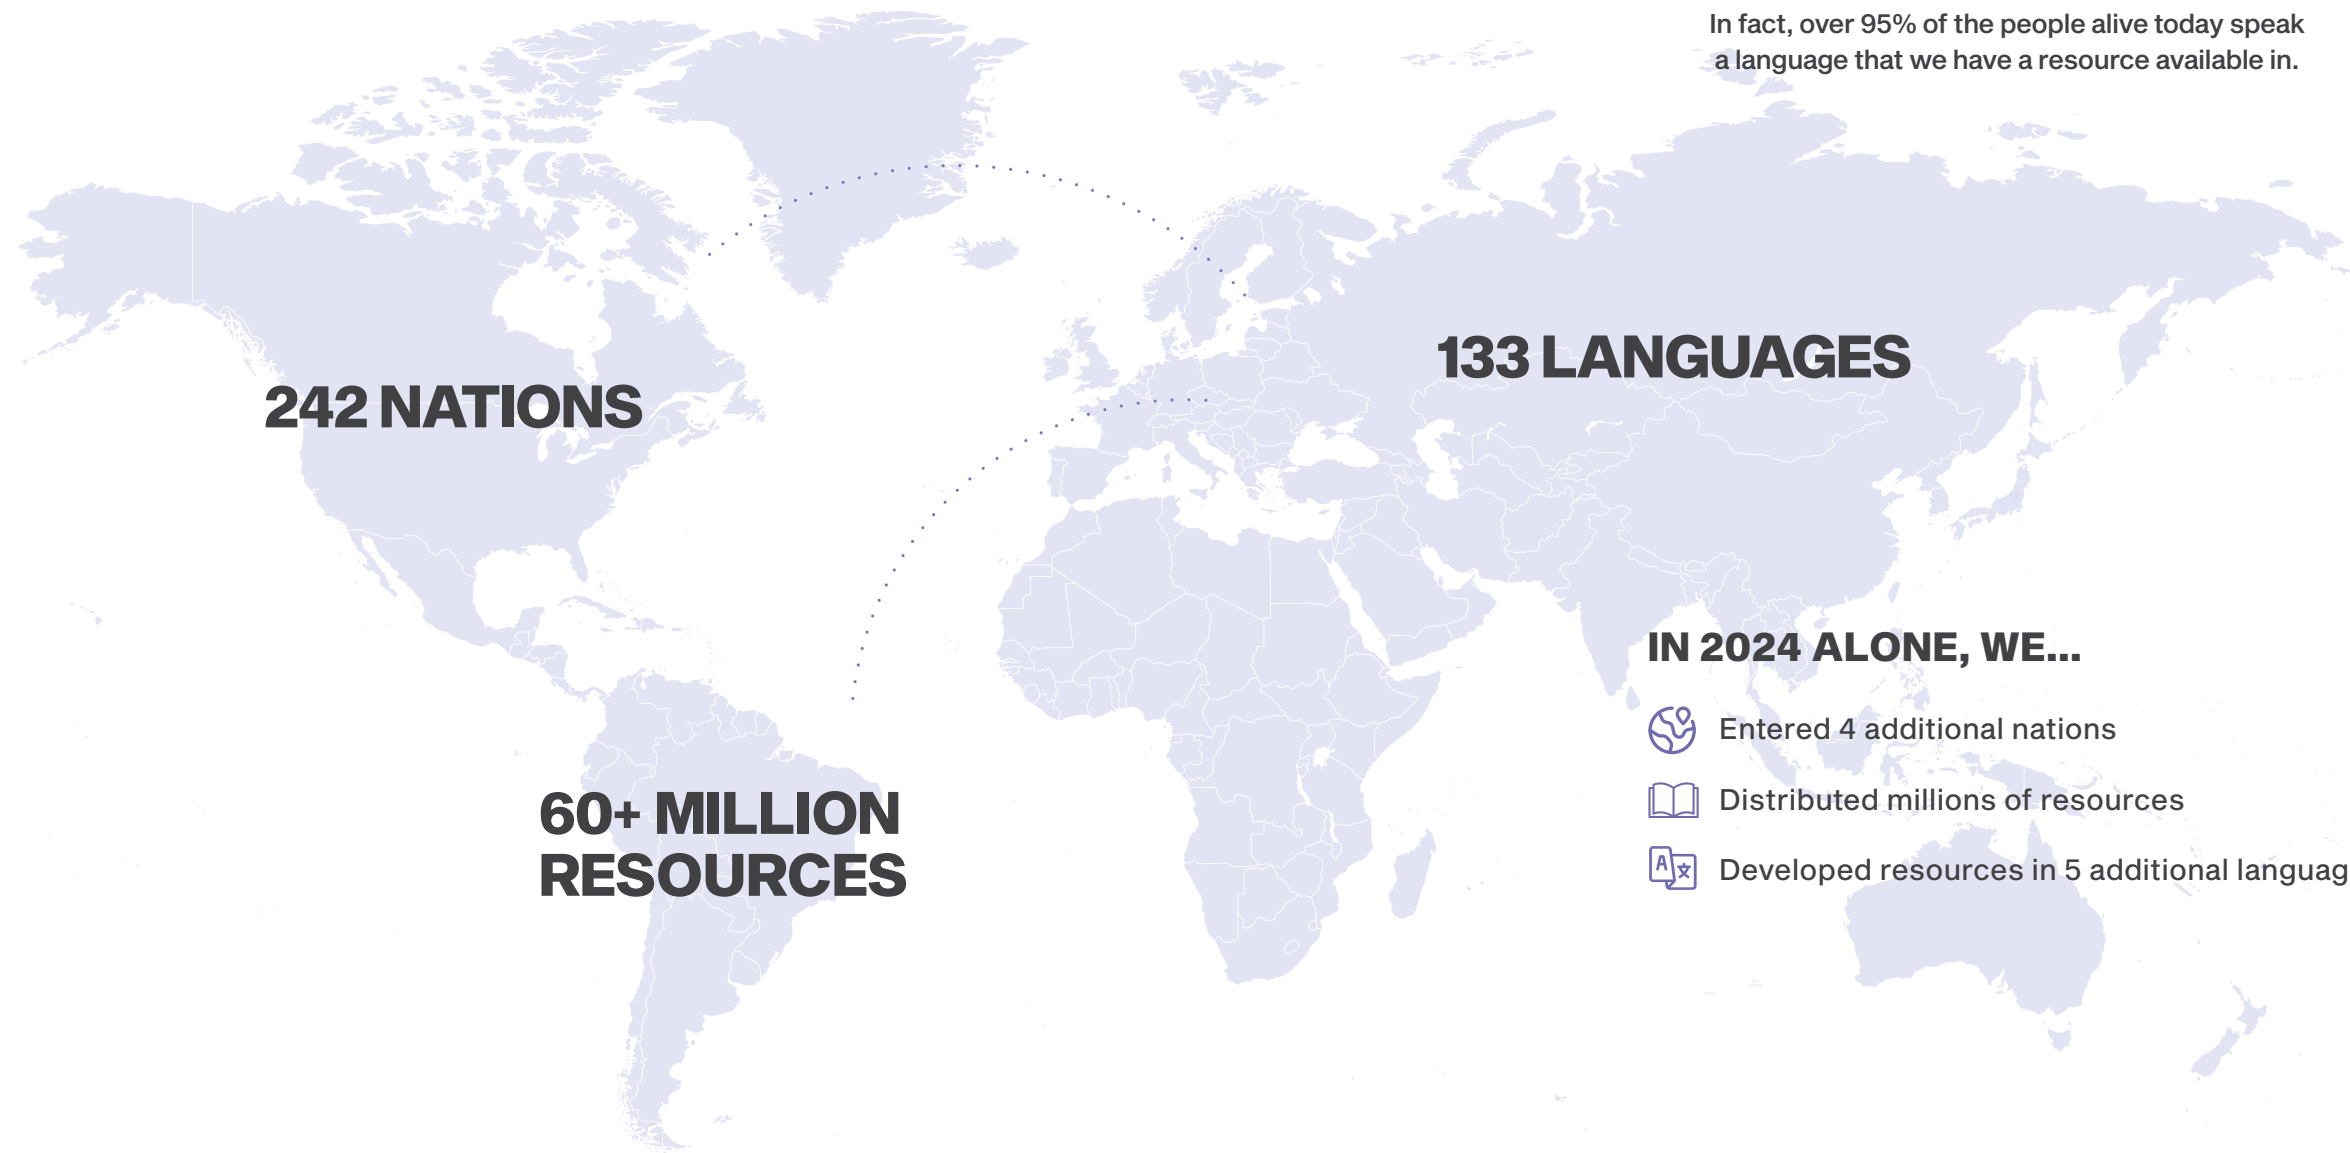 In fact, over 95% of the people alive today speak
a language that we have a resource available in.
133 LANGUAGES
242 NATIONS
60+ MILLION
RESOURCES
IN 2024 ALONE, WE...
Entered 4 additional nations
Distributed millions of resources
Developed resources in 5 additional languag